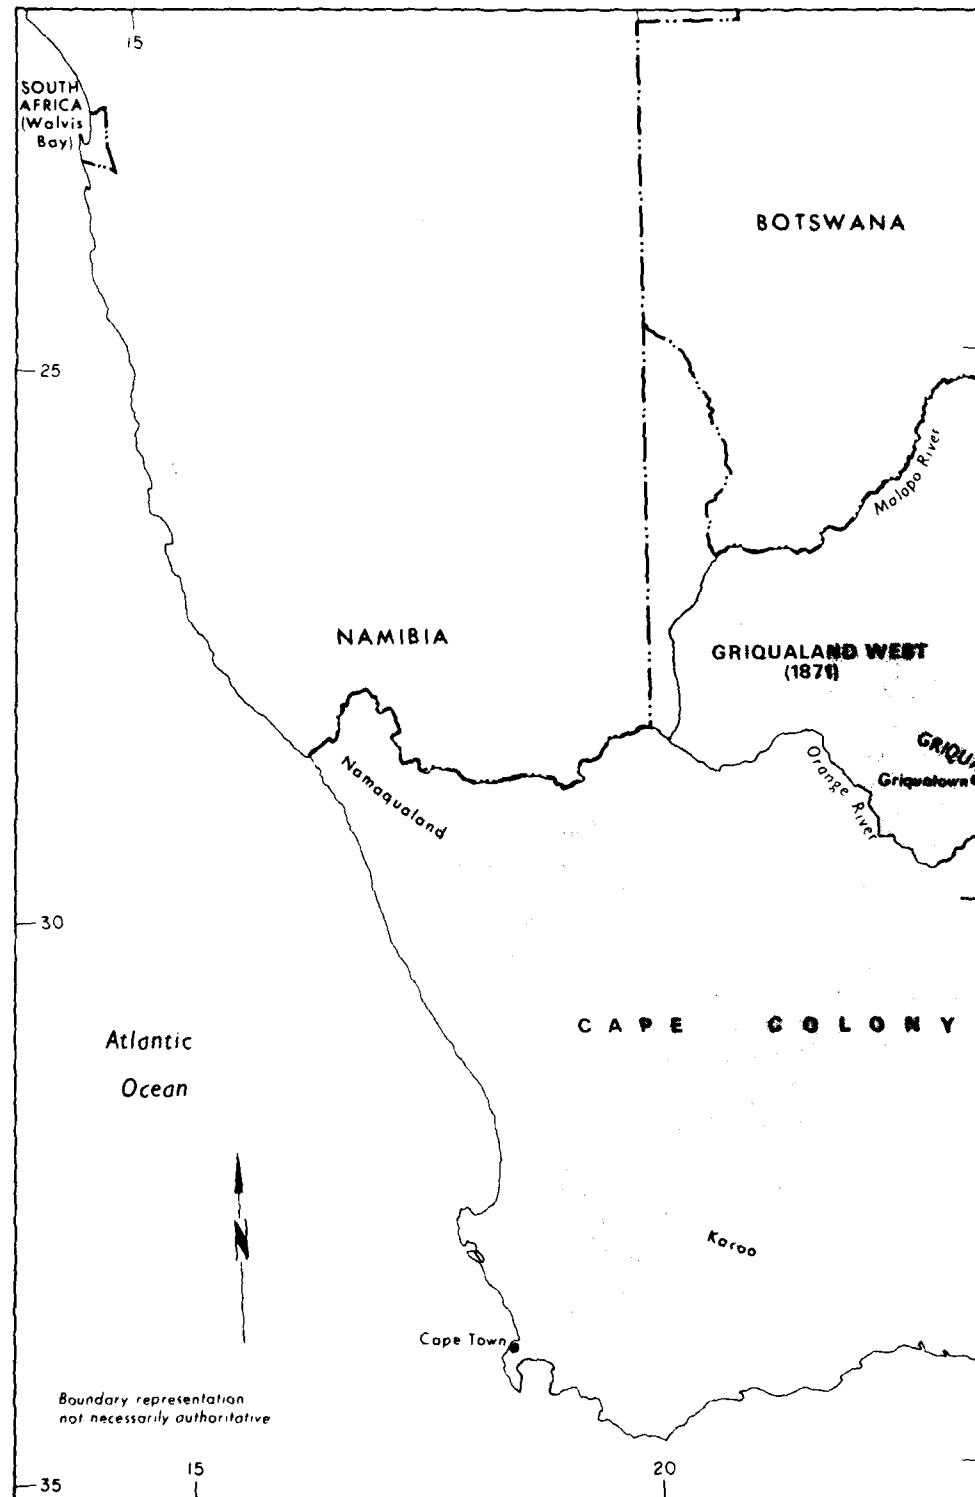 15
SOUTH
AFRICA
(Walvis
Bay)
BOTSWANA
25
Molopo River
NAMIBIA
GRIQUALAND WEST
(1871)
Namaqualand
Orange River
Griquatown
30
CAPE COLONY
Atlantic
Ocean
N
Karoo
Cape Town
Boundary representation
not necessarily authoritative
15
20
35